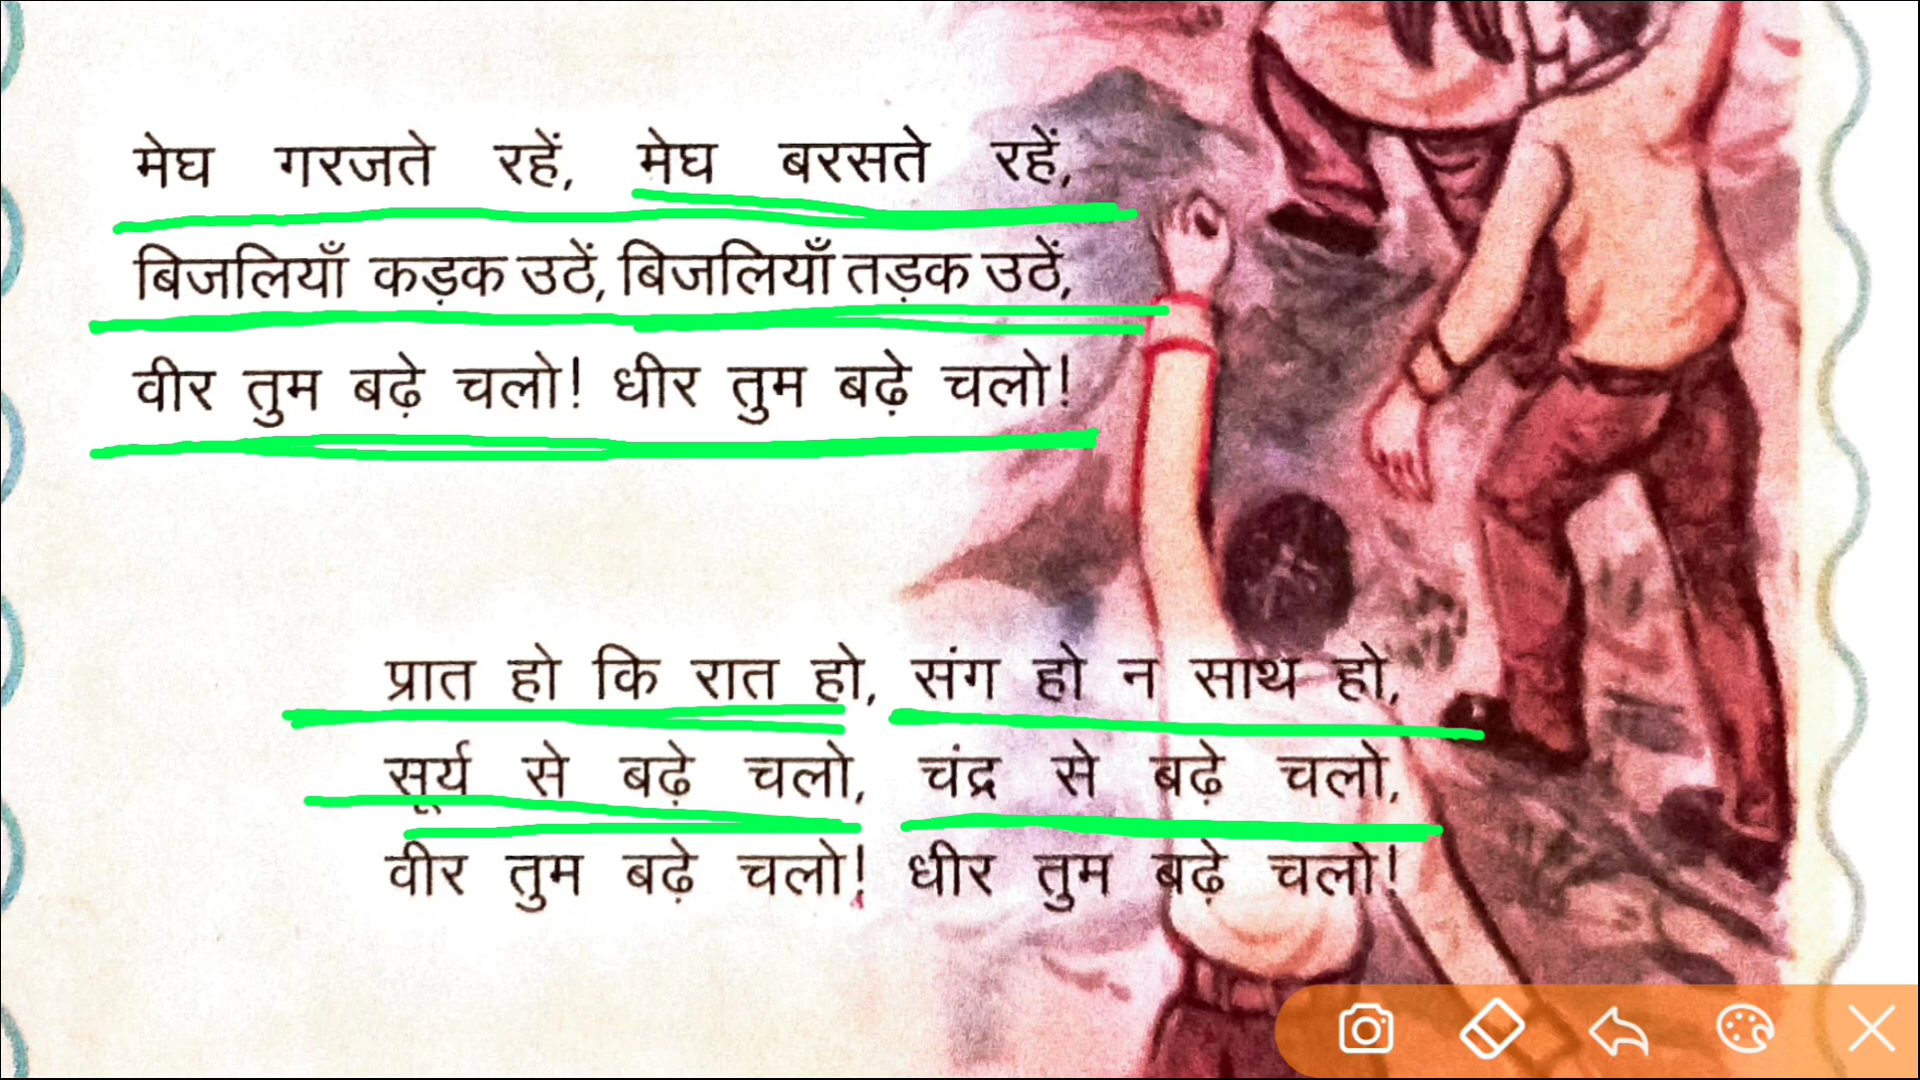 मेघ गरजते रहें, मेघ बरसते रहें,
बिजलियाँ कड़क उठें, बिजलियाँ तड़क उठें,
वीर तुम बढ़े चलो! धीर तुम बढ़े चलो!
प्रात हो कि रात हो, संग हो न साथ हो,
सूर्य से बढ़े चलो, चंद्र से बढ़े चलो,
वीर तुम बढ़े चलो! धीर तुम बढ़े चलो!